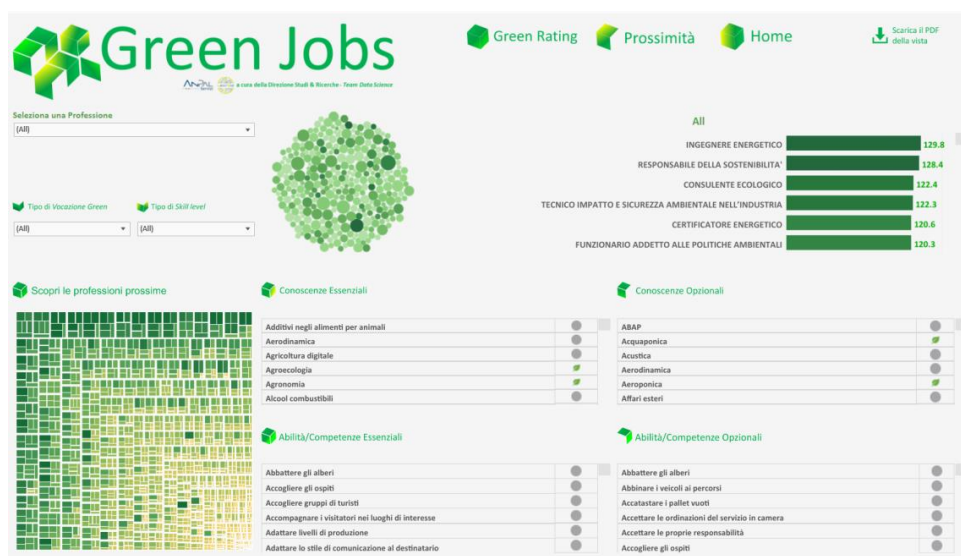 Green Jobs
Green Rating
Prossimità
Home
Scarica il PDF
della vista
a cura della Direzione Studi & Ricerche- Team Data Science
Seleziona una Professione
(All)
Tipo di Vocazione Green
Tipo di Skill level
(All)
(All)
All
INGEGNERE ENERGETICO 129.8
RESPONSABILE DELLA SOSTENIBILITA' 128.4
CONSULENTE ECOLOGICO 122.4
TECNICO IMPATTO E SICUREZZA AMBIENTALE NELL'INDUSTRIA 122.3
CERTIFICATORE ENERGETICO 120.6
FUNZIONARIO ADDETTO ALLE POLITICHE AMBIENTALI 120.3
Scopri le professioni prossime
Conoscenze Essenziali
Additivi negli alimenti per animali
Aerodinamica
Agricoltura digitale
Agroecologia
Agronomia
Alcool combustibili
Conoscenze Opzionali
ABAP
Acquaponica
Acustica
Aerodinamica
Aeroponica
Affari esteri
Abilità/Competenze Essenziali
Abbattere gli alberi
Accogliere gli ospiti
Accogliere gruppi di turisti
Accompagnare i visitatori nei luoghi di interesse
Adattare livelli di produzione
Adattare lo stile di comunicazione al destinatario
Abilità/Competenze Opzionali
Abbattere gli alberi
Abbinare i veicoli ai percorsi
Accatastare i pallet vuoti
Accettare le ordinazioni del servizio in camera
Accettare le proprie responsabilità
Accogliere gli ospiti